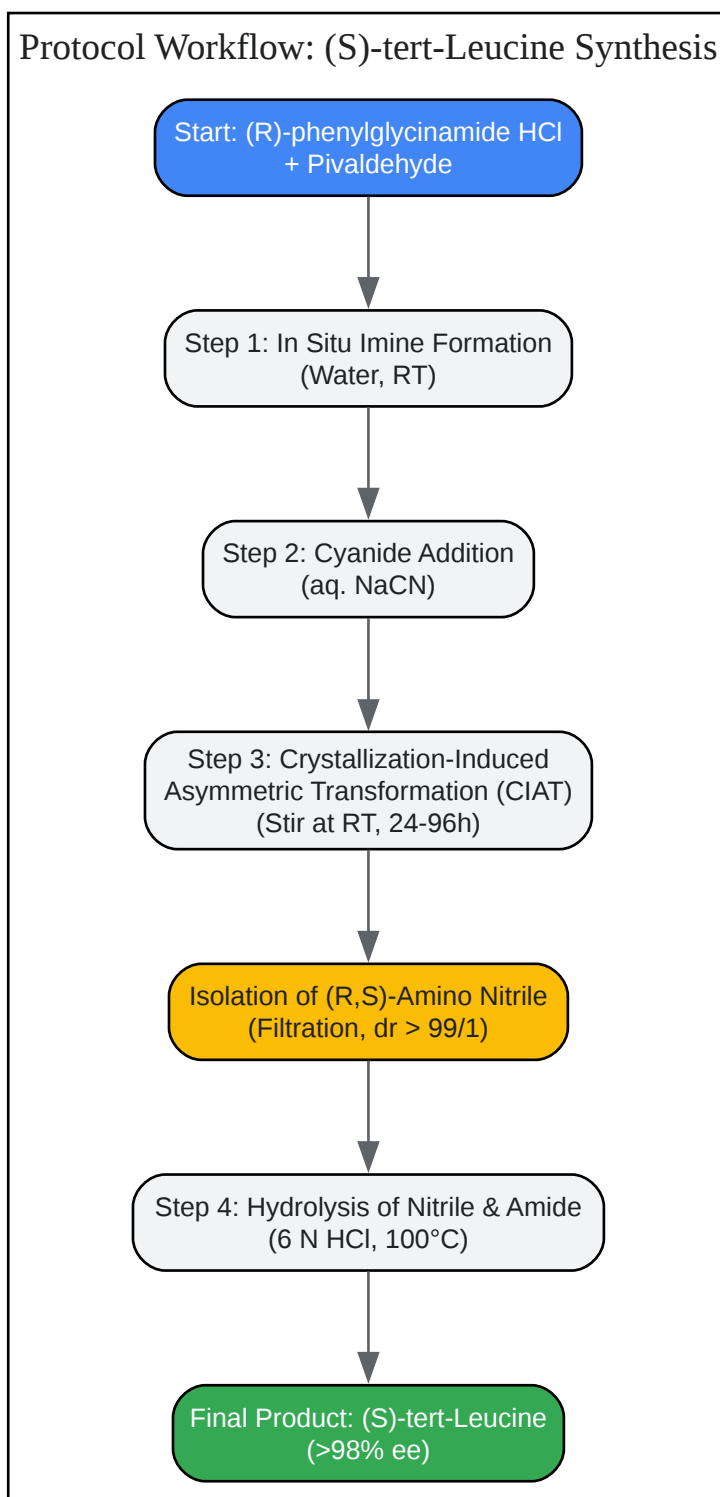 Protocol Workflow: (S)-tert-Leucine Synthesis
Start: (R)-phenylglycinamide HCl
+ Pivaldehyde
Step 1: In Situ Imine Formation
(Water, RT)
Step 2: Cyanide Addition
(aq. NaCN)
Step 3: Crystallization-Induced
Asymmetric Transformation (CIAT)
(Stir at RT, 24-96h)
Isolation of (R,S)-Amino Nitrile
(Filtration, dr > 99/1)
Step 4: Hydrolysis of Nitrile & Amide
(6 N HCl, 100°C)
Final Product: (S)-tert-Leucine
(>98% ee)